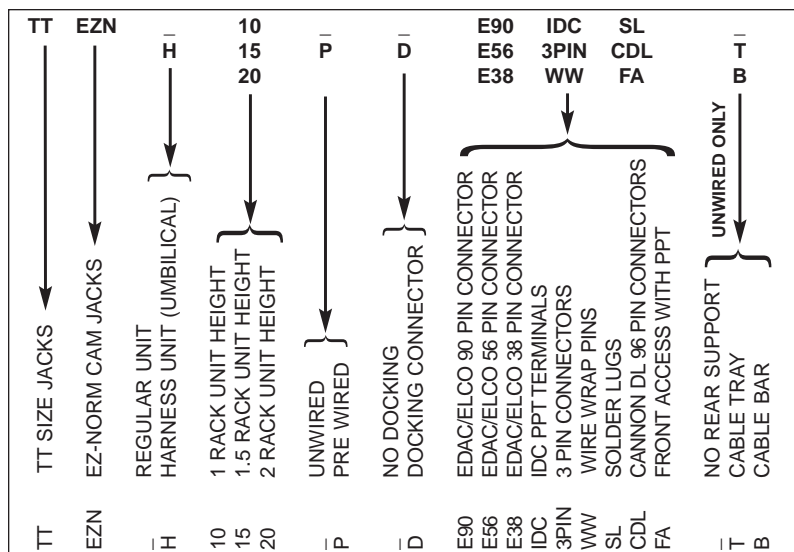 TT EZN _ 10 _ _ E90 IDC SL _
H 15 P D E56 3PIN CDL T
20 E38 WW FA B
UNWIRED ONLY
TT TT SIZE JACKS
EZN EZ-NORM CAM JACKS
_ REGULAR UNIT
H HARNESS UNIT (UMBILICAL)
10 1 RACK UNIT HEIGHT
15 1.5 RACK UNIT HEIGHT
20 2 RACK UNIT HEIGHT
_ UNWIRED
P PRE WIRED
_ NO DOCKING
D DOCKING CONNECTOR
E90 EDAC/ELCO 90 PIN CONNECTOR
E56 EDAC/ELCO 56 PIN CONNECTOR
E38 EDAC/ELCO 38 PIN CONNECTOR
IDC IDC PPT TERMINALS
3PIN 3 PIN CONNECTORS
WW WIRE WRAP PINS
SL SOLDER LUGS
CDL CANNON DL 96 PIN CONNECTORS
FA FRONT ACCESS WITH PPT
_ NO REAR SUPPORT
T CABLE TRAY
B CABLE BAR